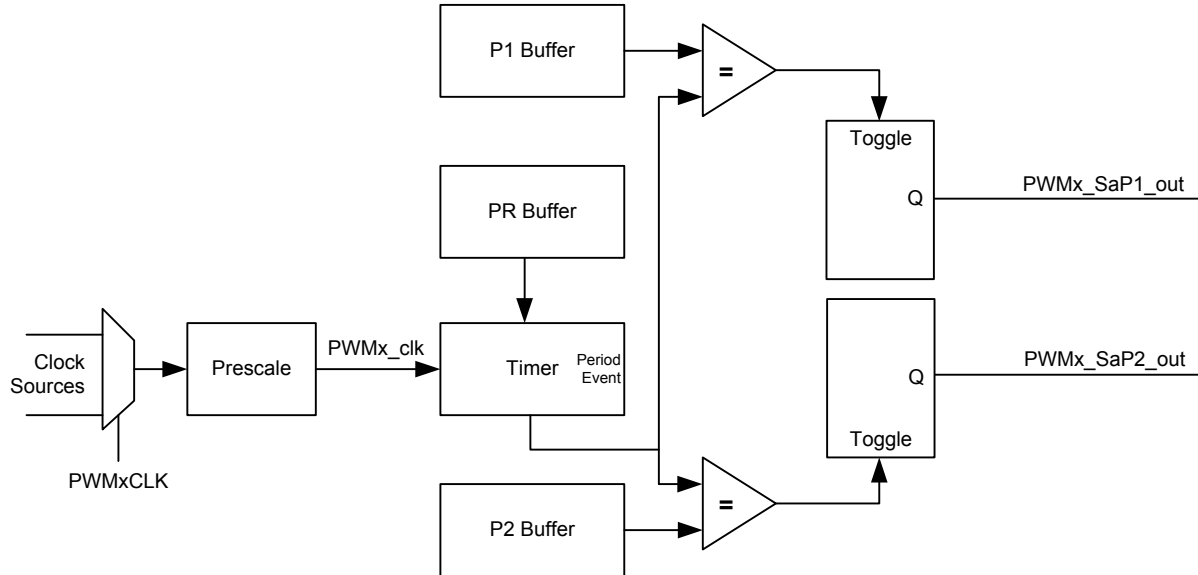 P1 Buffer
=
Toggle
Q
PWMx_SaP1_out
PR Buffer
Clock
Sources
Prescale
PWMx_clk
Timer
Period
Event
PWMxCLK
Q
PWMx_SaP2_out
Toggle
P2 Buffer
=